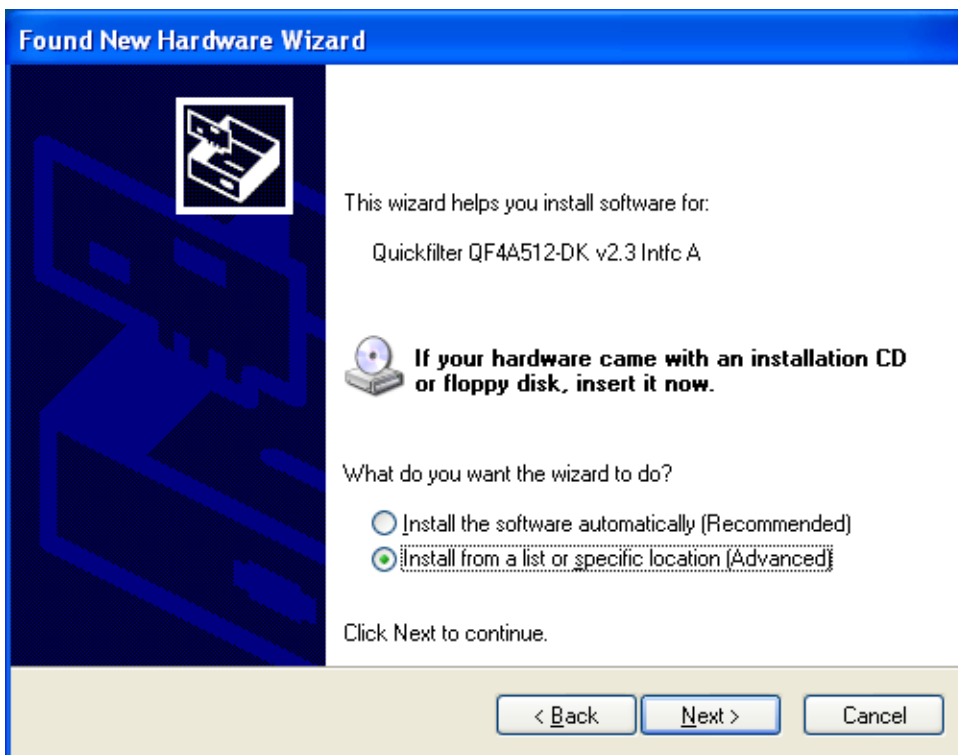 Found New Hardware Wizard
This wizard helps you install software for:
Quickfilter QF4A512-DK v2.3 Intfc A
If your hardware came with an installation CD
or floppy disk, insert it now.
What do you want the wizard to do?
Install the software automatically (Recommended)
Install from a list or specific location (Advanced)
Click Next to continue.
< Back
Next >
Cancel